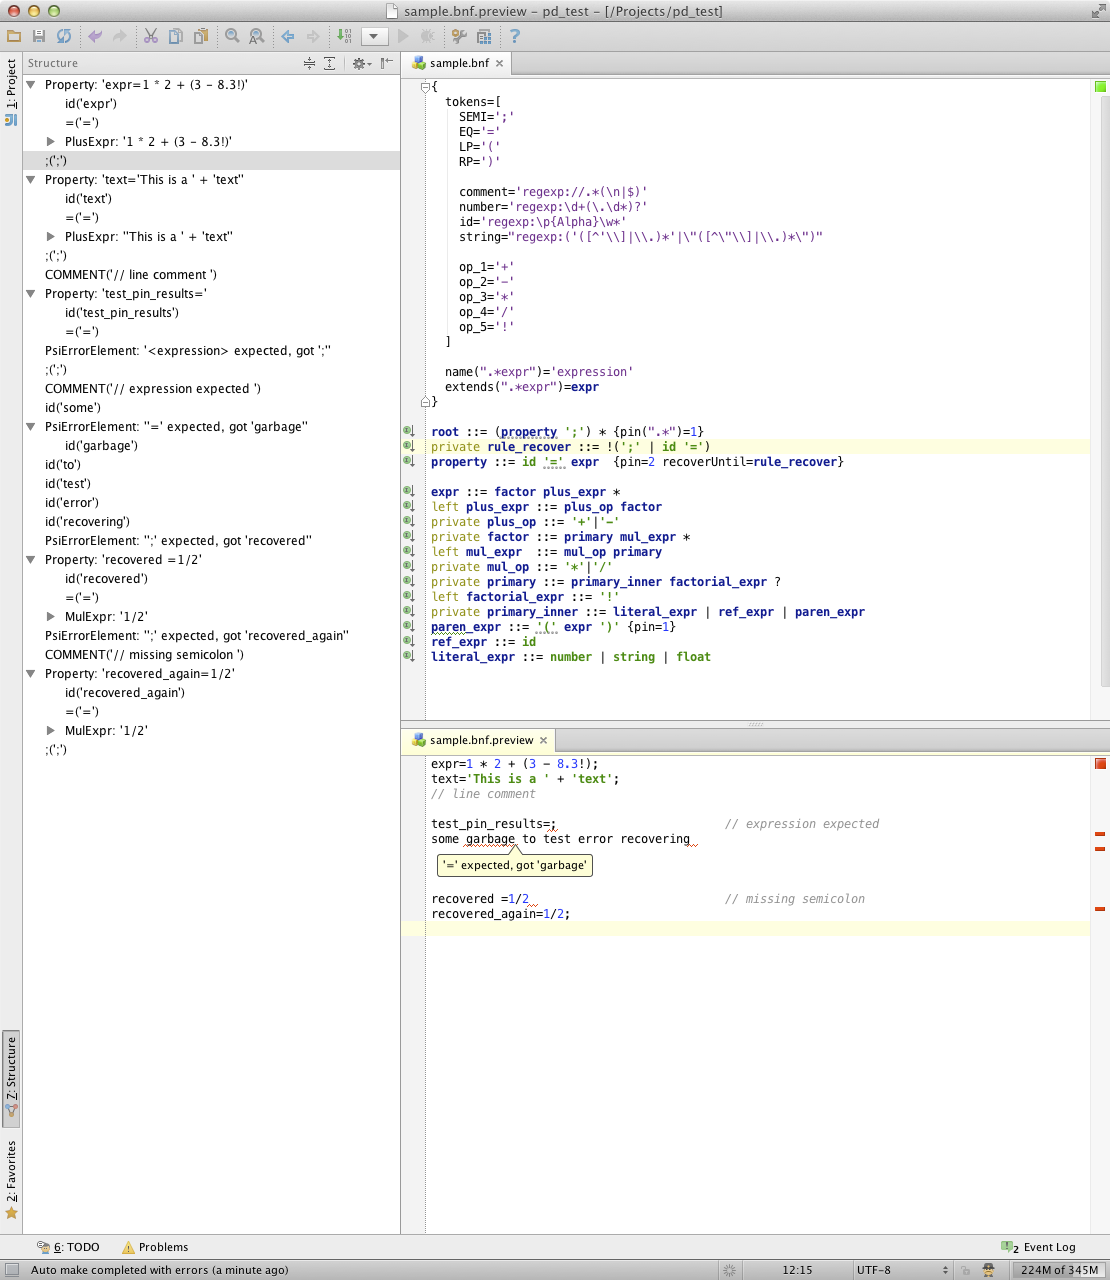 sample.bnf.preview – pd_test – [/Projects/pd_test]
1: Project
Z: Structure
2: Favorites
Structure
Property: 'expr=1 * 2 + (3 - 8.3!)'
id('expr')
=('=')
PlusExpr: '1 * 2 + (3 - 8.3!)'
;(';')
Property: 'text='This is a ' + 'text''
id('text')
=('=')
PlusExpr: ''This is a ' + 'text''
;(';')
COMMENT('// line comment ')
Property: 'test_pin_results='
id('test_pin_results')
=('=')
PsiErrorElement: '<expression> expected, got ';''
;(';')
COMMENT('// expression expected ')
id('some')
PsiErrorElement: ''=' expected, got 'garbage''
id('garbage')
id('to')
id('test')
id('error')
id('recovering')
PsiErrorElement: '';' expected, got 'recovered''
Property: 'recovered =1/2'
id('recovered')
=('=')
MulExpr: '1/2'
PsiErrorElement: '';' expected, got 'recovered_again''
COMMENT('// missing semicolon ')
Property: 'recovered_again=1/2'
id('recovered_again')
=('=')
MulExpr: '1/2'
;(';')
sample.bnf
{
tokens=[
SEMI=';'
EQ='='
LP='('
RP=')'
comment='regexp://.*(\n|$)'
number='regexp:\d+(\.\d*)?'
id='regexp:\p{Alpha}\w*'
string="regexp:('([^'\\]|\\.)*'|\"([^\"\\]|\\.)*\")"
op_1='+'
op_2='-'
op_3='*'
op_4='/'
op_5='!'
]
name(".*expr")='expression'
extends(".*expr")=expr
}
root ::= (property ';') * {pin(".*")=1}
private rule_recover ::= !(';' | id '=')
property ::= id '=' expr  {pin=2 recoverUntil=rule_recover}
expr ::= factor plus_expr *
left plus_expr ::= plus_op factor
private plus_op ::= '+'|'-'
private factor ::= primary mul_expr *
left mul_expr  ::= mul_op primary
private mul_op ::= '*'|'/'
private primary ::= primary_inner factorial_expr ?
left factorial_expr ::= '!'
private primary_inner ::= literal_expr | ref_expr | paren_expr
paren_expr ::= '(' expr ')' {pin=1}
ref_expr ::= id
literal_expr ::= number | string | float
sample.bnf.preview
expr=1 * 2 + (3 - 8.3!);
text='This is a ' + 'text';
// line comment
test_pin_results=; // expression expected
some garbage to test error recovering
'=' expected, got 'garbage'
recovered =1/2 // missing semicolon
recovered_again=1/2;
6: TODO
Problems
2 Event Log
Auto make completed with errors (a minute ago)
12:15
UTF-8
224M of 345M